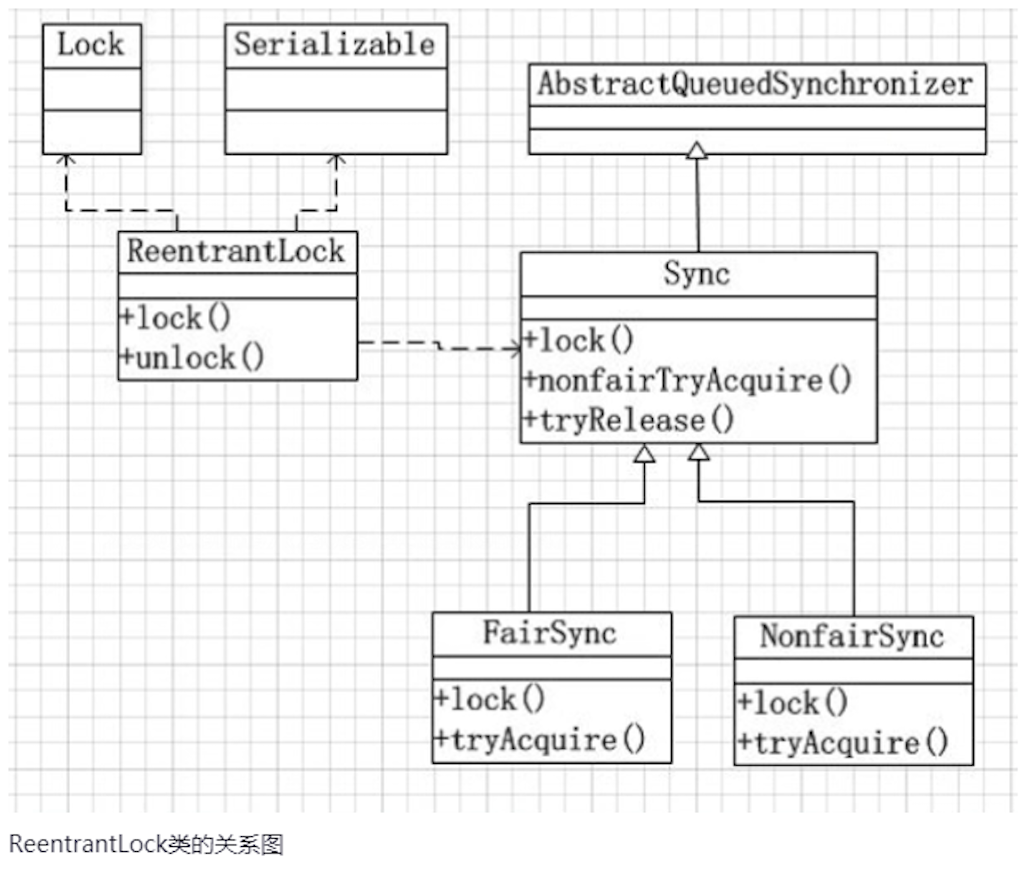 Lock
Serializable
AbstractQueuedSynchronizer
ReentrantLock
+lock()
+unlock()
Sync
+lock()
+nonfairTryAcquire()
+tryRelease()
FairSync
+lock()
+tryAcquire()
NonfairSync
+lock()
+tryAcquire()
ReentrantLock类的关系图